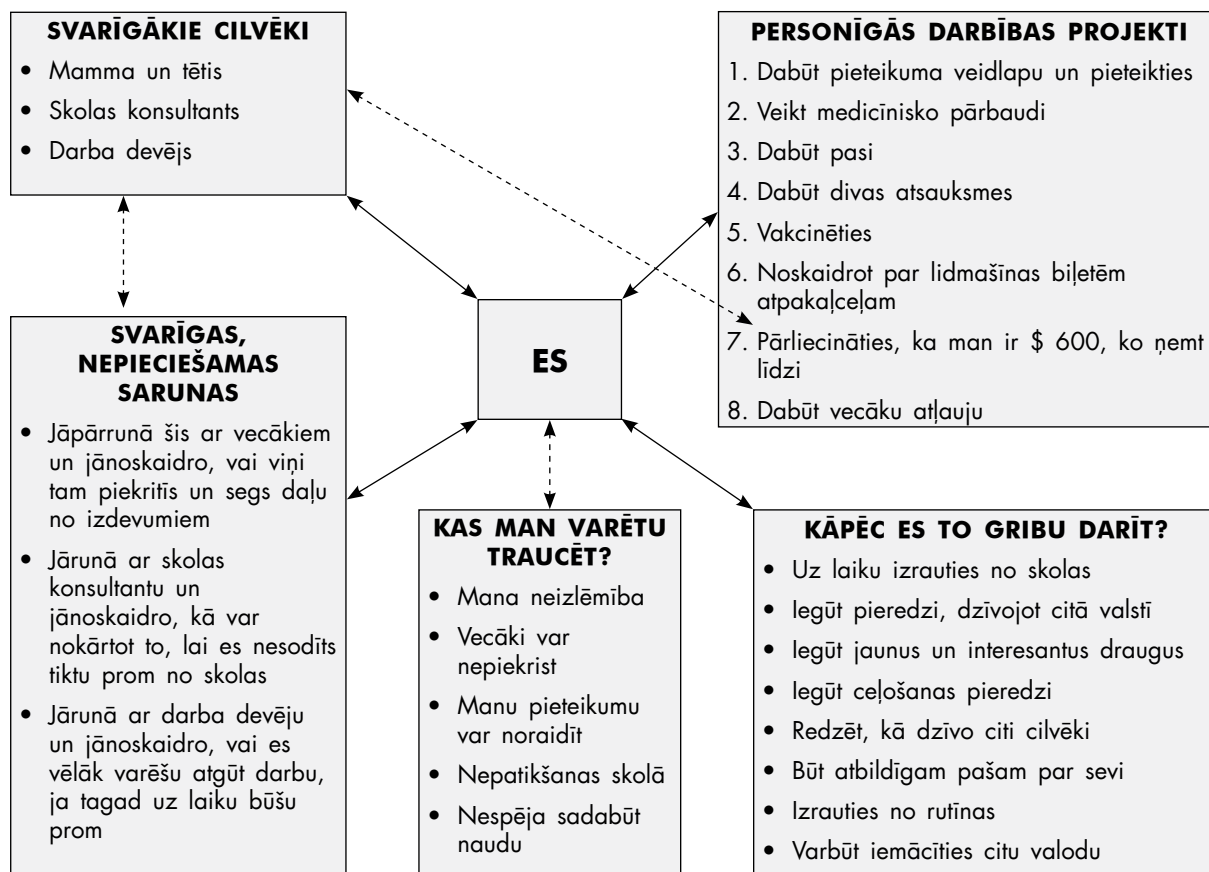 SVARĪGĀKIE CILVĒKI
• Mamma un tētis
• Skolas konsultants
• Darba devējs
PERSONĪGĀS DARBĪBAS PROJEKTI
1. Dabūt pieteikuma veidlapu un pieteikties
2. Veikt medicīnisko pārbaudi
3. Dabūt pasi
4. Dabūt divas atsauksmes
5. Vakcinēties
6. Noskaidrot par lidmašīnas biļetēm
atpakaļceļam
7. Pārliecināties, ka man ir $ 600, ko ņemt
līdzi
8. Dabūt vecāku atļauju
ES
SVARĪGAS,
NEPIECIEŠAMAS
SARUNAS
• Jāpārrunā šis ar vecākiem
un jānoskaidro, vai viņi
tam piekritīs un segs daļu
no izdevumiem
• Jārunā ar skolas
konsultantu un
jānoskaidro, kā var
nokārtot to, lai es nesodīts
tiktu prom no skolas
• Jārunā ar darba devēju
un jānoskaidro, vai es
vēlāk varēšu atgūt darbu,
ja tagad uz laiku būšu
prom
KAS MAN VARĒTU
TRAUCĒT?
• Mana neizlēmība
• Vecāki var
nepiekrist
• Manu pieteikumu
var noraidīt
• Nepatikšanas skolā
• Nespēja sadabūt
naudu
KĀPĒC ES TO GRIBU DARĪT?
• Uz laiku izrauties no skolas
• Iegūt pieredzi, dzīvojot citā valstī
• Iegūt jaunus un interesantus draugus
• Iegūt ceļošanas pieredzi
• Redzēt, kā dzīvo citi cilvēki
• Būt atbildīgam pašam par sevi
• Izrauties no rutīnas
• Varbūt iemācīties citu valodu